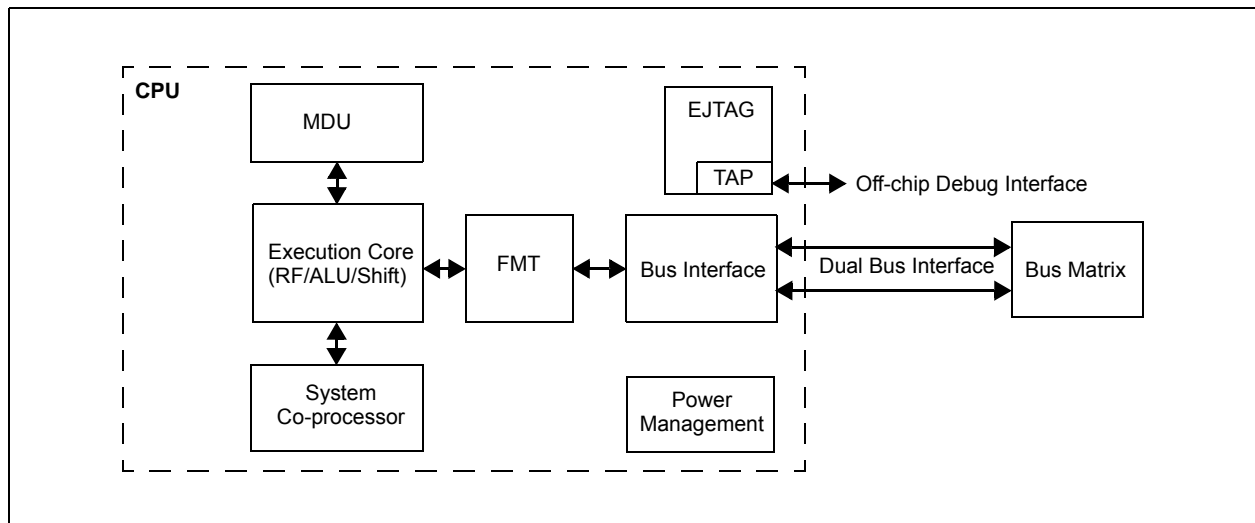 CPU
MDU
EJTAG
TAP
Off-chip Debug Interface
Execution Core
(RF/ALU/Shift)
FMT
Bus Interface
Dual Bus Interface
Bus Matrix
System
Co-processor
Power
Management